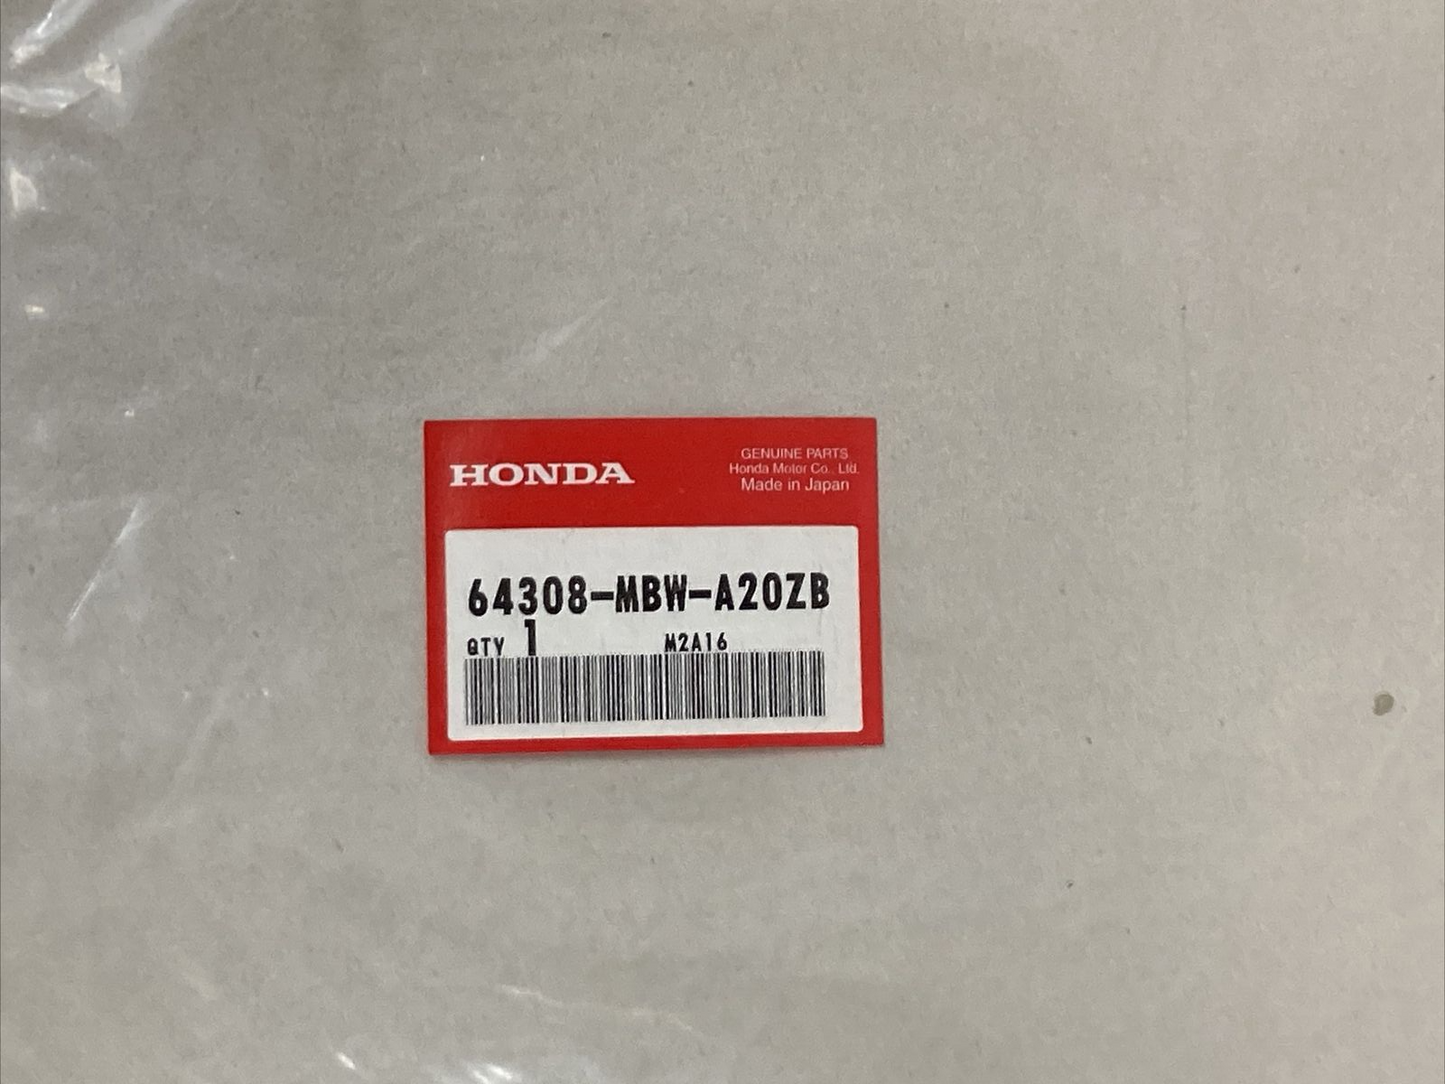 HONDA
GENUINE PARTS
Honda Motor Co., Ltd.
Made in Japan
64308-MBW-A20ZB
QTY 1 M2A16